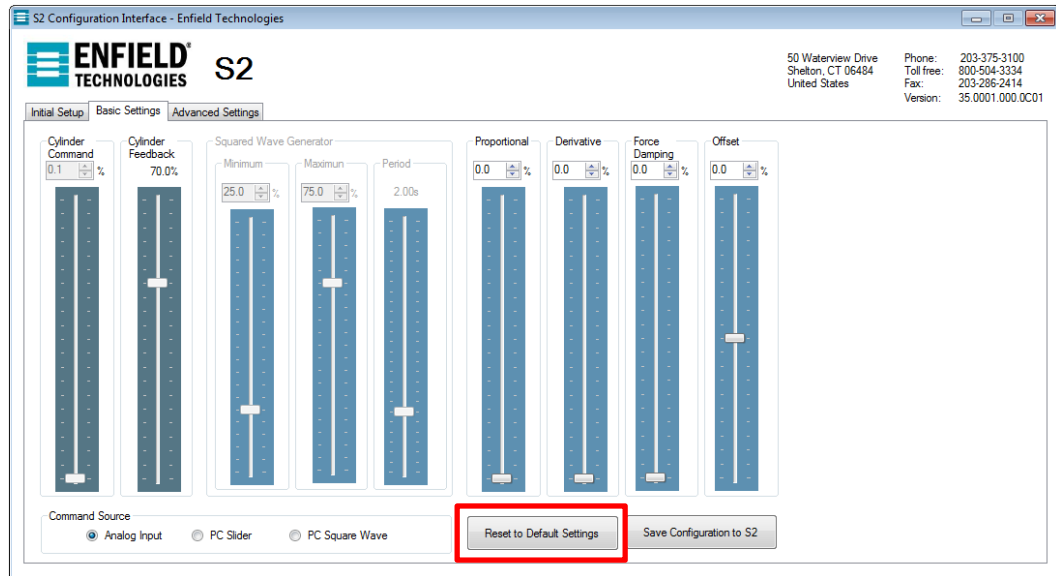 S2 Configuration Interface - Enfield Technologies
ENFIELD®
TECHNOLOGIES
S2
50 Waterview Drive
Shelton, CT 06484
United States
Phone: 203-375-3100
Toll free: 800-504-3334
Fax: 203-286-2414
Version: 35.0001.000.0C01
Initial Setup Basic Settings Advanced Settings
Cylinder
Command
0.1 %
Cylinder
Feedback
70.0%
Squared Wave Generator
Minimum
25.0 %
Maximun
75.0 %
Period
2.00s
Proportional
0.0 %
Derivative
0.0 %
Force
Damping
0.0 %
Offset
0.0 %
Command Source
Analog Input PC Slider PC Square Wave
Reset to Default Settings
Save Configuration to S2